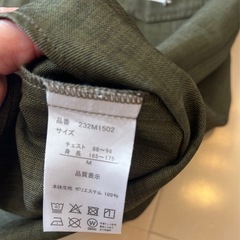 品番 232M1502
サイズ
チェスト 88～96
身長 165～175
M
品質表示
本体生地 ポリエステル 100%